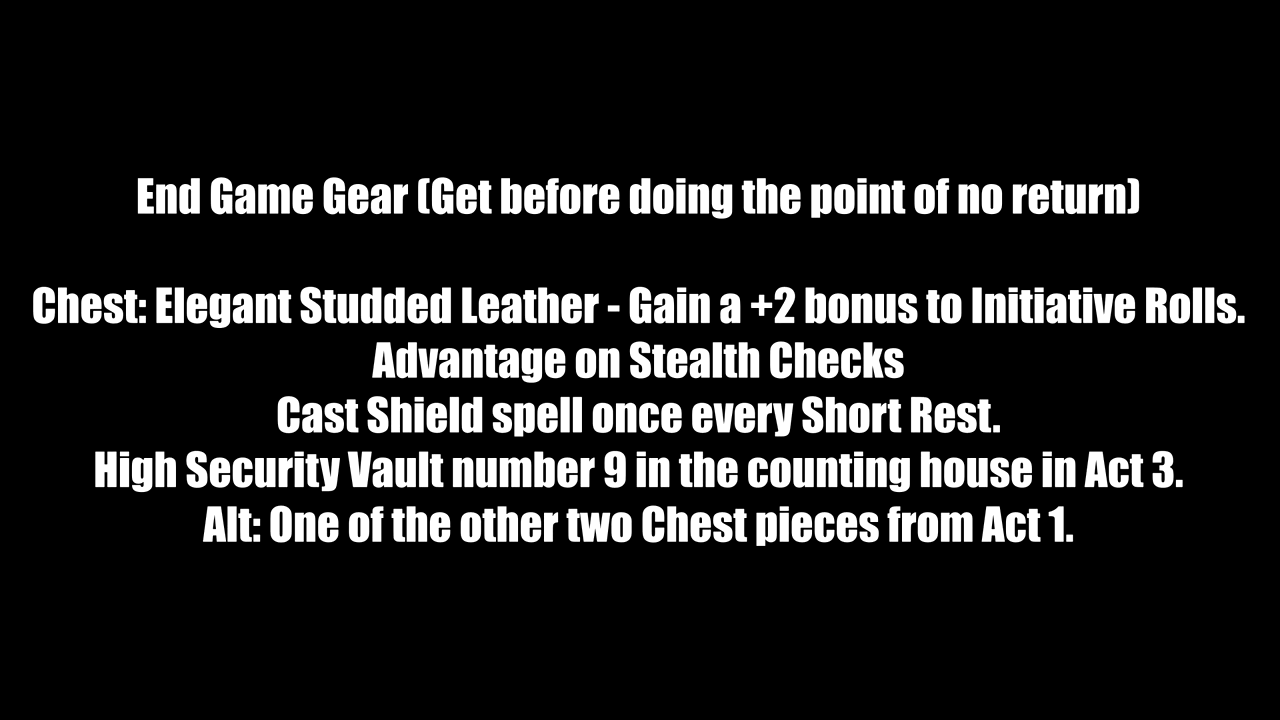 End Game Gear (Get before doing the point of no return)
Chest: Elegant Studded Leather - Gain a +2 bonus to Initiative Rolls.
Advantage on Stealth Checks
Cast Shield spell once every Short Rest.
High Security Vault number 9 in the counting house in Act 3.
Alt: One of the other two Chest pieces from Act 1.